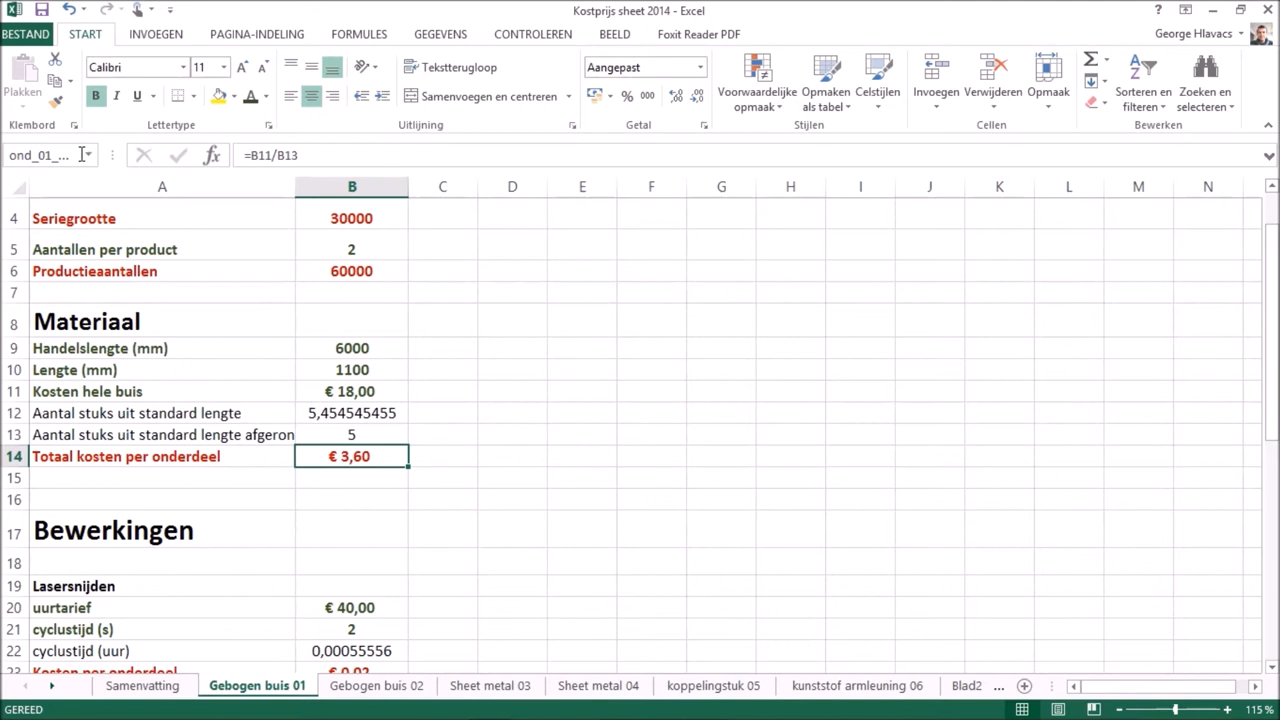 Kostprijs sheet 2014 - Excel
?
BESTAND START INVOEGEN PAGINA-INDELING FORMULES GEGEVENS CONTROLEREN BEELD Foxit Reader PDF George Hlavacs
Plakken
Calibri 11
B I U
Tekstterugloop
Samenvoegen en centreren
Aangepast
% 000
Voorwaardelijke opmaak
Opmaken als tabel
Celstijlen
Invoegen Verwijderen Opmaak
Sorteren en filteren
Zoeken en selecteren
Klembord Lettertype Uitlijning Getal Stijlen Cellen Bewerken
ond_01_... fx =B11/B13
A B C D E F G H I J K L M N
4 Seriegrootte 30000
5 Aantallen per product 2
6 Productieaantallen 60000
7
8 Materiaal
9 Handelslengte (mm) 6000
10 Lengte (mm) 1100
11 Kosten hele buis € 18,00
12 Aantal stuks uit standard lengte 5,454545455
13 Aantal stuks uit standard lengte afgeron 5
14 Totaal kosten per onderdeel € 3,60
15
16
17 Bewerkingen
18
19 Lasersnijden
20 uurtarief € 40,00
21 cyclustijd (s) 2
22 cyclustijd (uur) 0,00055556
23 Kosten per onderdeel € 0,02
Samenvatting Gebogen buis 01 Gebogen buis 02 Sheet metal 03 Sheet metal 04 koppelingstuk 05 kunststof armleuning 06 Blad2 ...
GEREED 115 %